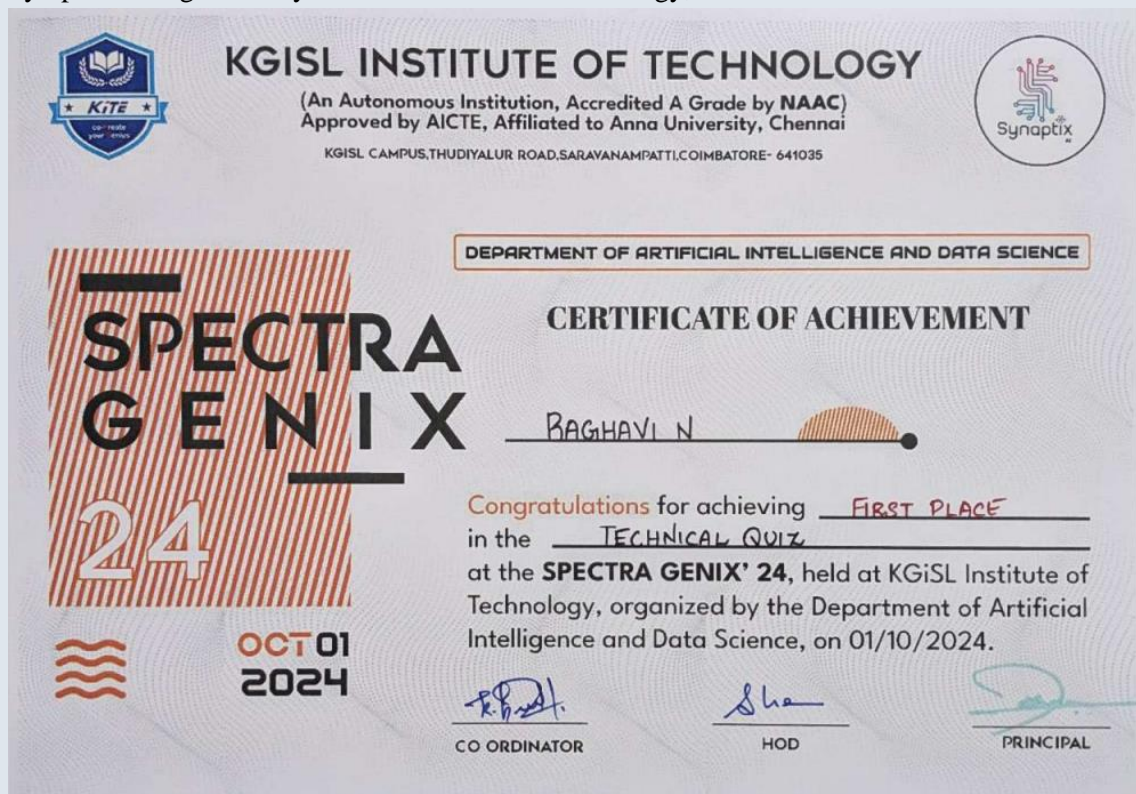 KiTE
co-create
your genius
KGISL INSTITUTE OF TECHNOLOGY
(An Autonomous Institution, Accredited A Grade by NAAC)
Approved by AICTE, Affiliated to Anna University, Chennai
KGISL CAMPUS,THUDIYALUR ROAD,SARAVANAMPATTI,COIMBATORE- 641035
Synaptix
DEPARTMENT OF ARTIFICIAL INTELLIGENCE AND DATA SCIENCE
SPECTRA
GENIX
24
OCT 01
2024
CERTIFICATE OF ACHIEVEMENT
RAGHAVI N
Congratulations for achieving FIRST PLACE
in the TECHNICAL QUIZ
at the SPECTRA GENIX' 24, held at KGiSL Institute of
Technology, organized by the Department of Artificial
Intelligence and Data Science, on 01/10/2024.
CO ORDINATOR
HOD
PRINCIPAL